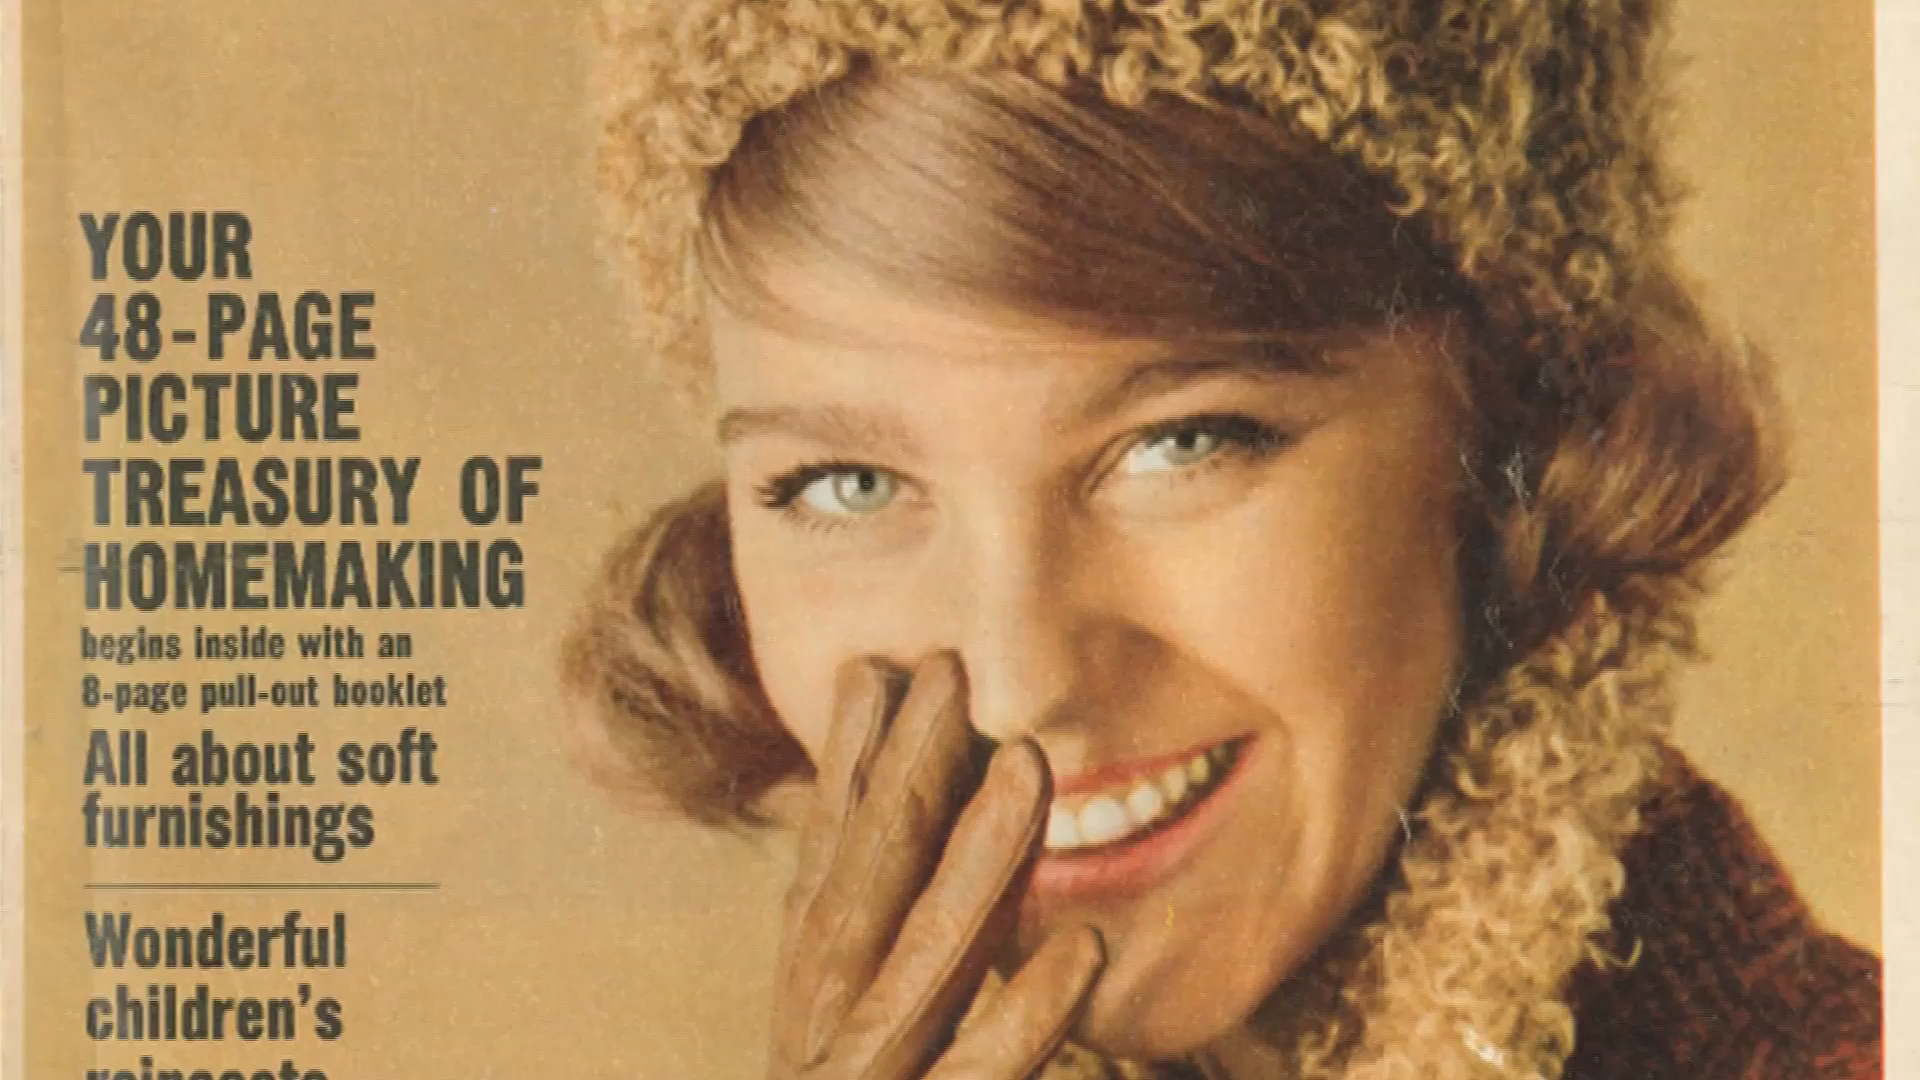 YOUR
48-PAGE
PICTURE
TREASURY OF
HOMEMAKING
begins inside with an
8-page pull-out booklet
All about soft
furnishings
Wonderful
children's
raincoats